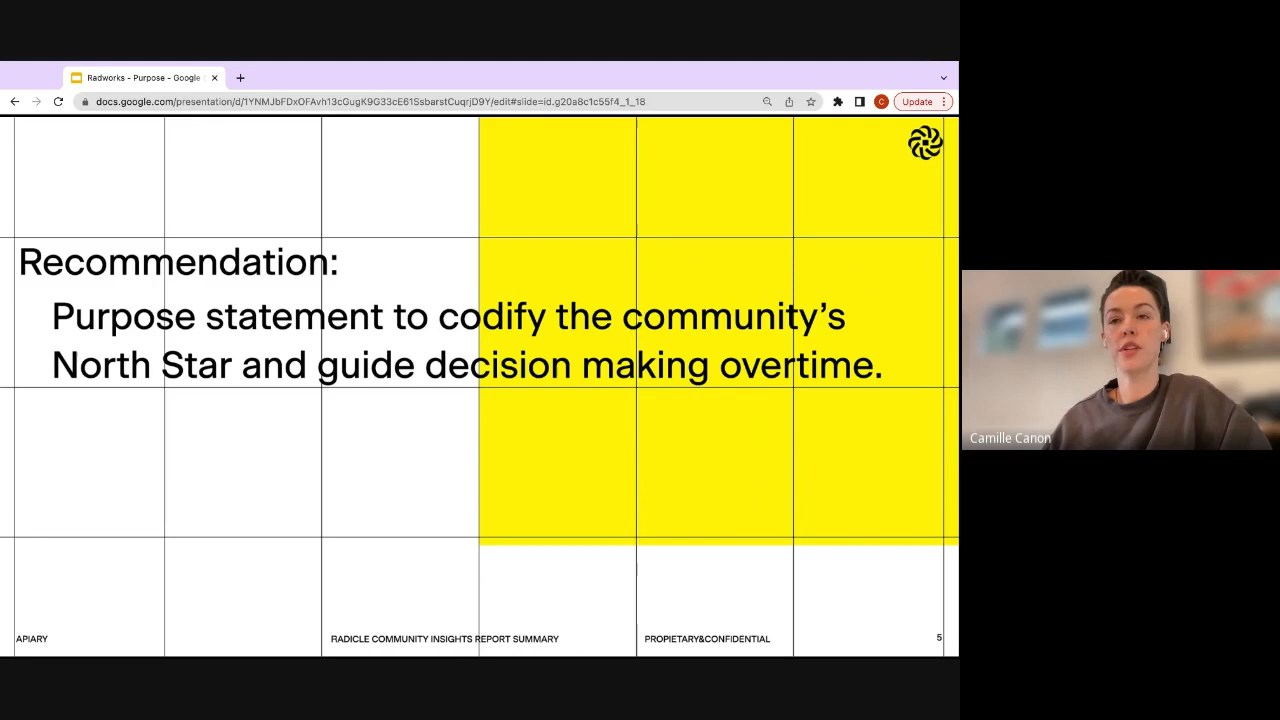 Radworks - Purpose - Google
docs.google.com/presentation/d/1YNMJbFDxOFAvh13cGugK9G33cE61SsbarstCuqrjD9Y/edit#slide=id.g20a8c1c55f4_1_18
C
Update
Recommendation:
Purpose statement to codify the community’s
North Star and guide decision making overtime.
Camille Canon
APIARY
RADICLE COMMUNITY INSIGHTS REPORT SUMMARY
PROPIETARY&CONFIDENTIAL
5